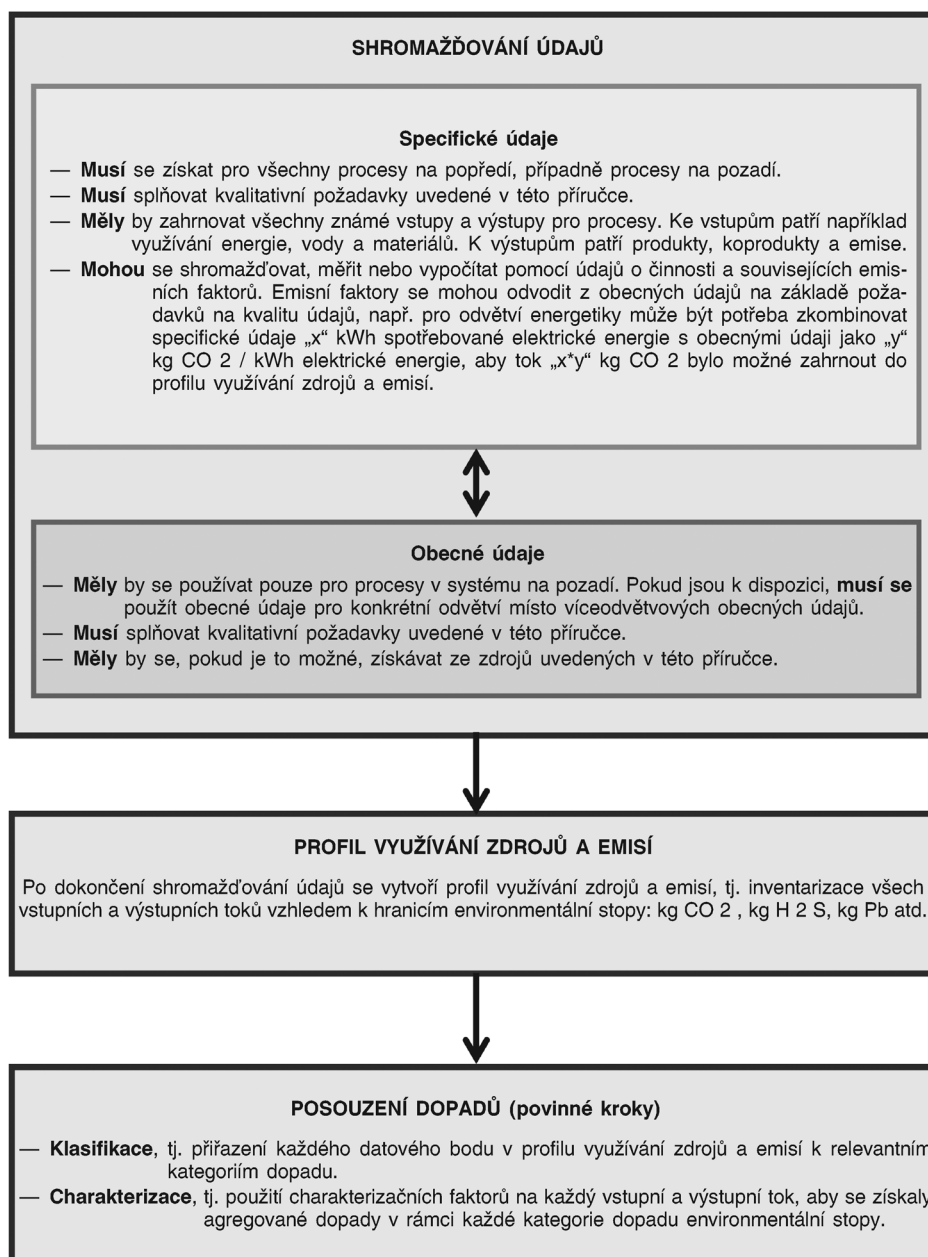 SHROMAŽĎOVÁNÍ ÚDAJŮ
Specifické údaje
— Musí se získat pro všechny procesy na popředí, případně procesy na pozadí.
— Musí splňovat kvalitativní požadavky uvedené v této příručce.
— Měly by zahrnovat všechny známé vstupy a výstupy pro procesy. Ke vstupům patří například
využívání energie, vody a materiálů. K výstupům patří produkty, koprodukty a emise.
— Mohou se shromažďovat, měřit nebo vypočítat pomocí údajů o činnosti a souvisejících emis-
ních faktorů. Emisní faktory se mohou odvodit z obecných údajů na základě poža-
davků na kvalitu údajů, např. pro odvětví energetiky může být potřeba zkombinovat
specifické údaje „x“ kWh spotřebované elektrické energie s obecnými údaji jako „y“
kg CO 2 / kWh elektrické energie, aby tok „x*y“ kg CO 2 bylo možné zahrnout do
profilu využívání zdrojů a emisí.
Obecné údaje
— Měly by se používat pouze pro procesy v systému na pozadí. Pokud jsou k dispozici, musí se
použít obecné údaje pro konkrétní odvětví místo víceodvětvových obecných údajů.
— Musí splňovat kvalitativní požadavky uvedené v této příručce.
— Měly by se, pokud je to možné, získávat ze zdrojů uvedených v této příručce.
PROFIL VYUŽÍVÁNÍ ZDROJŮ A EMISÍ
Po dokončení shromažďování údajů se vytvoří profil využívání zdrojů a emisí, tj. inventarizace všech
vstupních a výstupních toků vzhledem k hranicím environmentální stopy: kg CO 2 , kg H 2 S, kg Pb atd.
POSOUZENÍ DOPADŮ (povinné kroky)
— Klasifikace, tj. přiřazení každého datového bodu v profilu využívání zdrojů a emisí k relevantním
kategoriím dopadu.
— Charakterizace, tj. použití charakterizačních faktorů na každý vstupní a výstupní tok, aby se získaly
agregované dopady v rámci každé kategorie dopadu environmentální stopy.